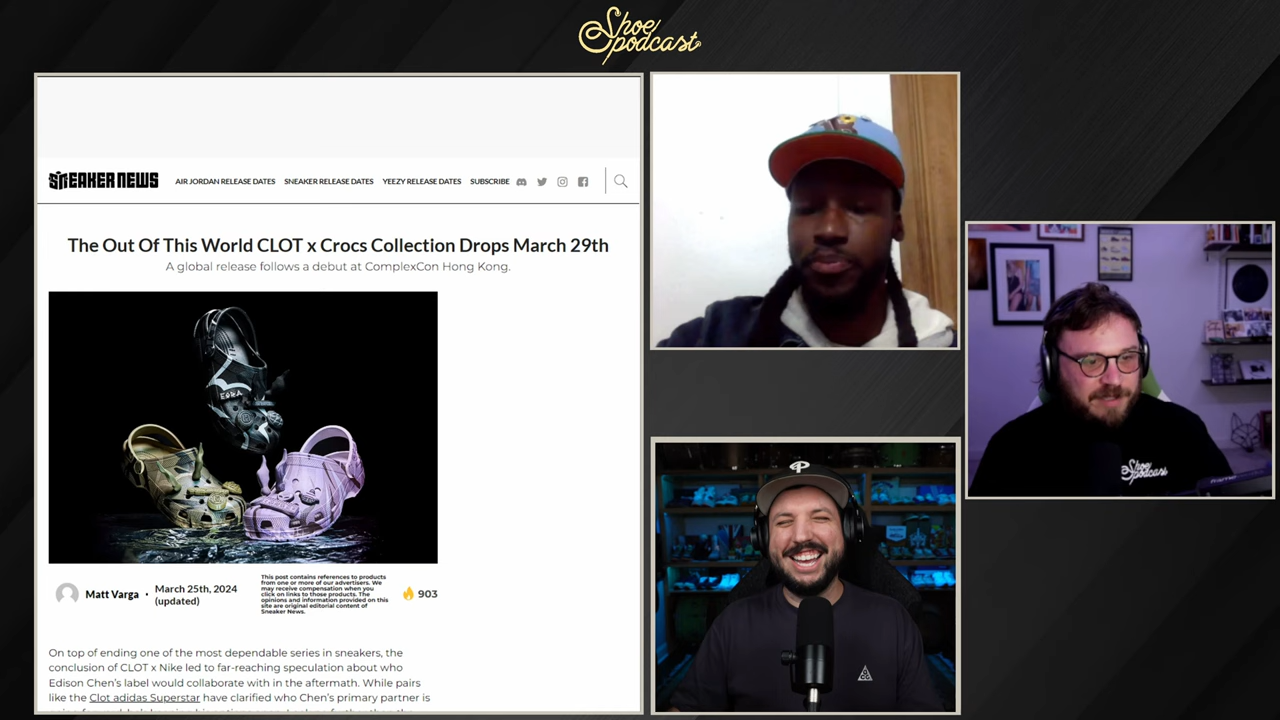 Shoe
podcast
SNEAKER NEWS
AIR JORDAN RELEASE DATES SNEAKER RELEASE DATES YEEZY RELEASE DATES SUBSCRIBE
The Out Of This World CLOT x Crocs Collection Drops March 29th
A global release follows a debut at ComplexCon Hong Kong.
Matt Varga • March 25th, 2024
(updated)
This post contains references to products
from one or more of our advertisers. We
may receive compensation when you
click on links to those products. The
opinions and information provided on this
site are original editorial content of
Sneaker News.
903
On top of ending one of the most dependable series in sneakers, the
conclusion of CLOT x Nike led to far-reaching speculation about who
Edison Chen's label would collaborate with in the aftermath. While pairs
like the Clot adidas Superstar have clarified who Chen's primary partner is
Shoe
podcast